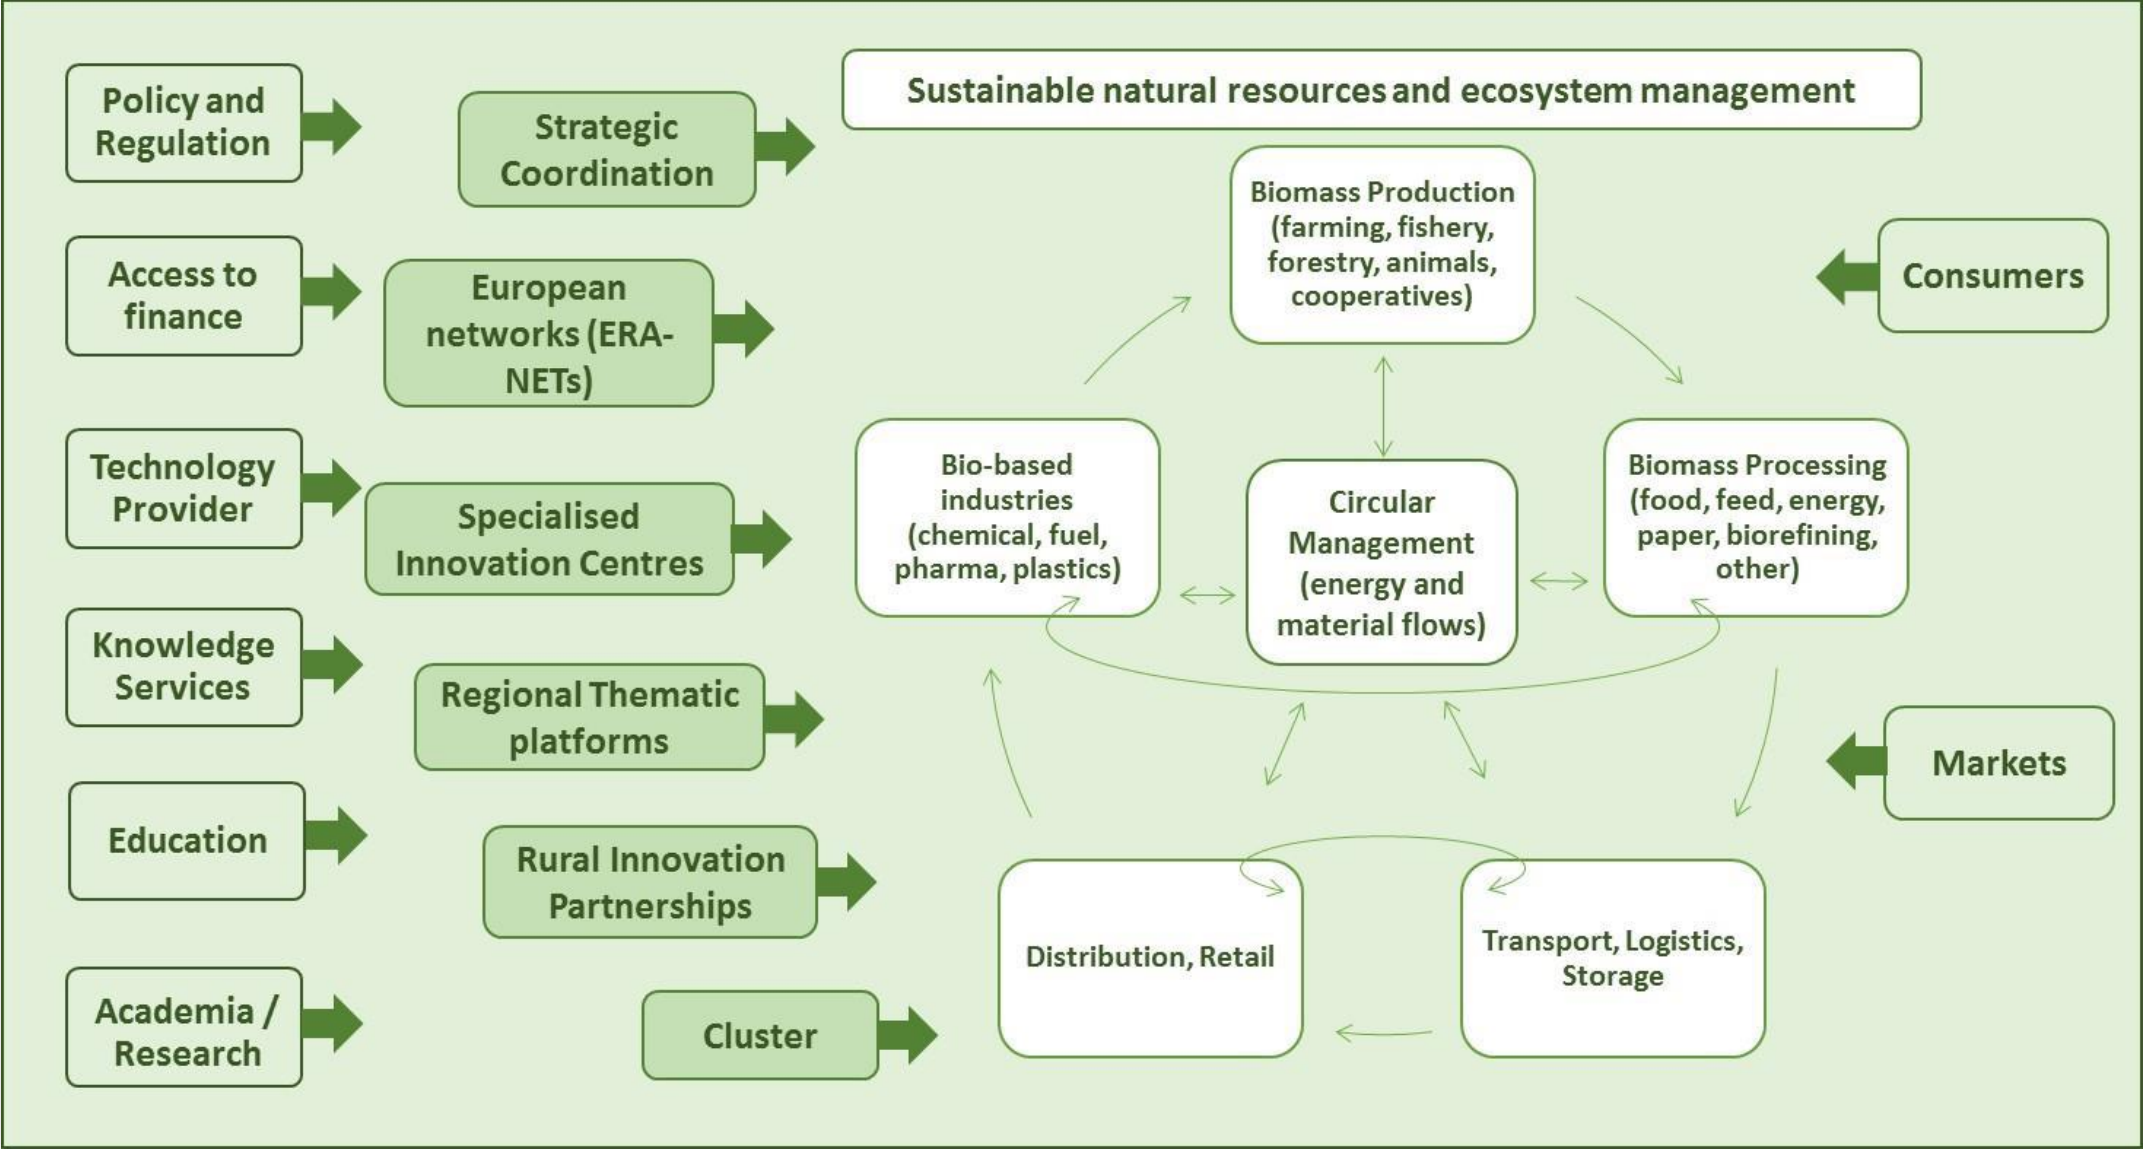 Policy and
Regulation
Access to
finance
Technology
Provider
Knowledge
Services
Education
Academia /
Research
Strategic
Coordination
European
networks (ERA-
NETs)
Specialised
Innovation Centres
Regional Thematic
platforms
Rural Innovation
Partnerships
Cluster
Sustainable natural resources and ecosystem management
Biomass Production
(farming, fishery,
forestry, animals,
cooperatives)
Bio-based
industries
(chemical, fuel,
pharma, plastics)
Circular
Management
(energy and
material flows)
Biomass Processing
(food, feed, energy,
paper, biorefining,
other)
Distribution, Retail
Transport, Logistics,
Storage
Consumers
Markets